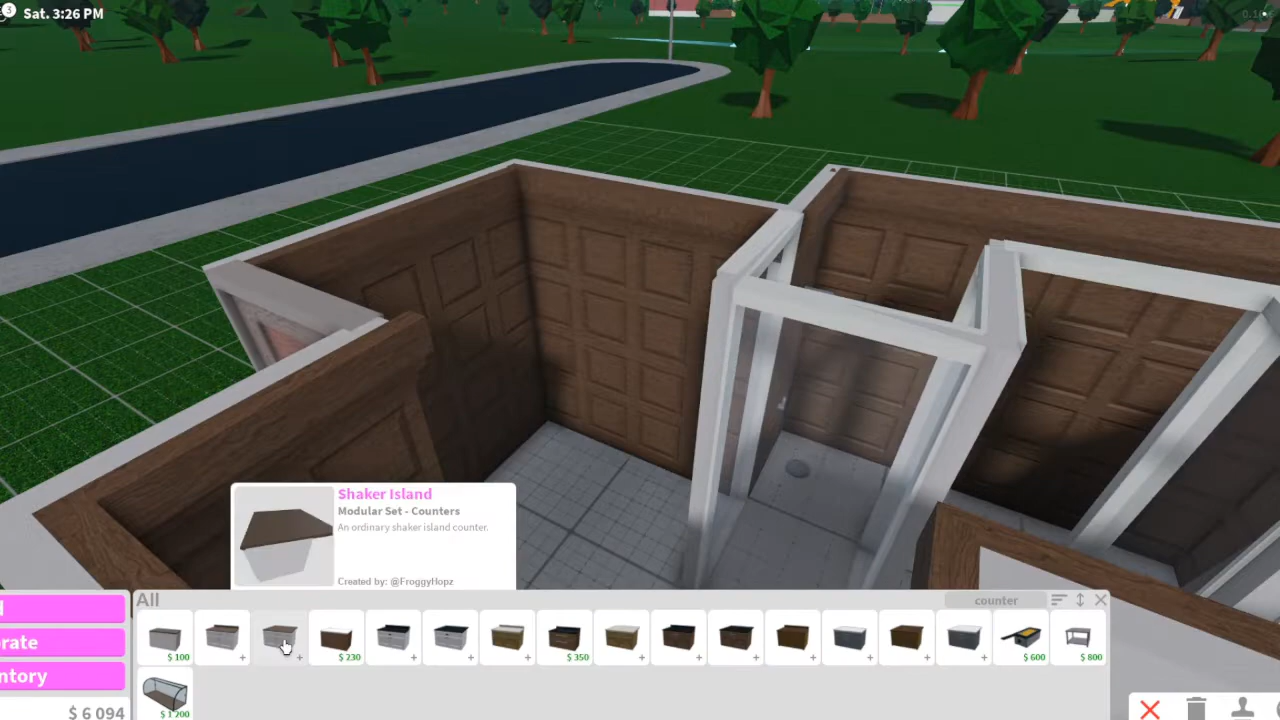 3
Sat. 3:26 PM
Shaker Island
Modular Set - Counters
An ordinary shaker island counter.
Created by: @FroggyHopz
All
counter
$ 100
+
+
$ 230
+
+
+
$ 350
+
+
+
+
+
+
+
$ 600
$ 800
$ 1 200
rate
ntory
$ 6 094